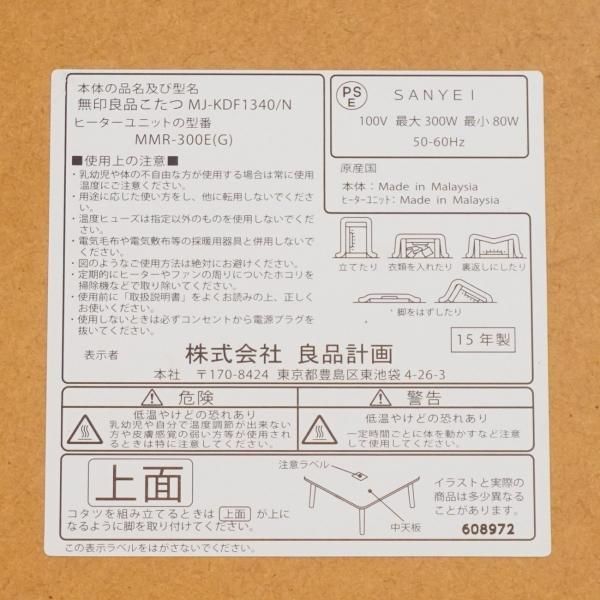 本体の品名及び型名
無印良品こたつ MJ-KDF1340/N
ヒーターユニットの型番
MMR-300E(G)
■使用上の注意■
・乳幼児や体の不自由な方が使用する場合は常に使用
温度にご注意ください。
・用途に応じた使い方をし、他に転用しないでくださ
い。
・温度ヒューズは指定以外のものを使用しないでくだ
さい。
・電気毛布や電気敷布等の採暖用器具と併用しないで
ください。
・図のようなご使用方法は絶対にお避けください。
・定期的にヒーターやファンの周りについたホコリを
掃除機などで取り除いてください。
・使用前に「取扱説明書」をよくお読みの上、正しく
お使いください。
・使用しないときは必ずコンセントから電源プラグを
抜いてください。
表示者
株式会社 良品計画
本社 〒170-8424 東京都豊島区東池袋 4-26-3
PS
E
SANYEI
100V 最大 300W 最小 80W
50-60Hz
原産国
本体：Made in Malaysia
ヒーターユニット：Made in Malaysia
立てたり
衣類を入れたり
裏返しにしたり
脚をはずしたり
15 年製
危険
低温やけどの恐れあり
乳幼児や自分で温度調節が出来ない
方や皮膚感覚の弱い方等が使用され
るときは特に注意してください。
警告
低温やけどの恐れあり
一定時間ごとに体を動かすなど注意
して使用してください。
上面
コタツを組み立てるときは 上面 が上に
なるように脚を取り付けてください。
注意ラベル
中天板
イラストと実際の
商品は多少異なる
ことがあります。
608972
この表示ラベルをはがさないでください。